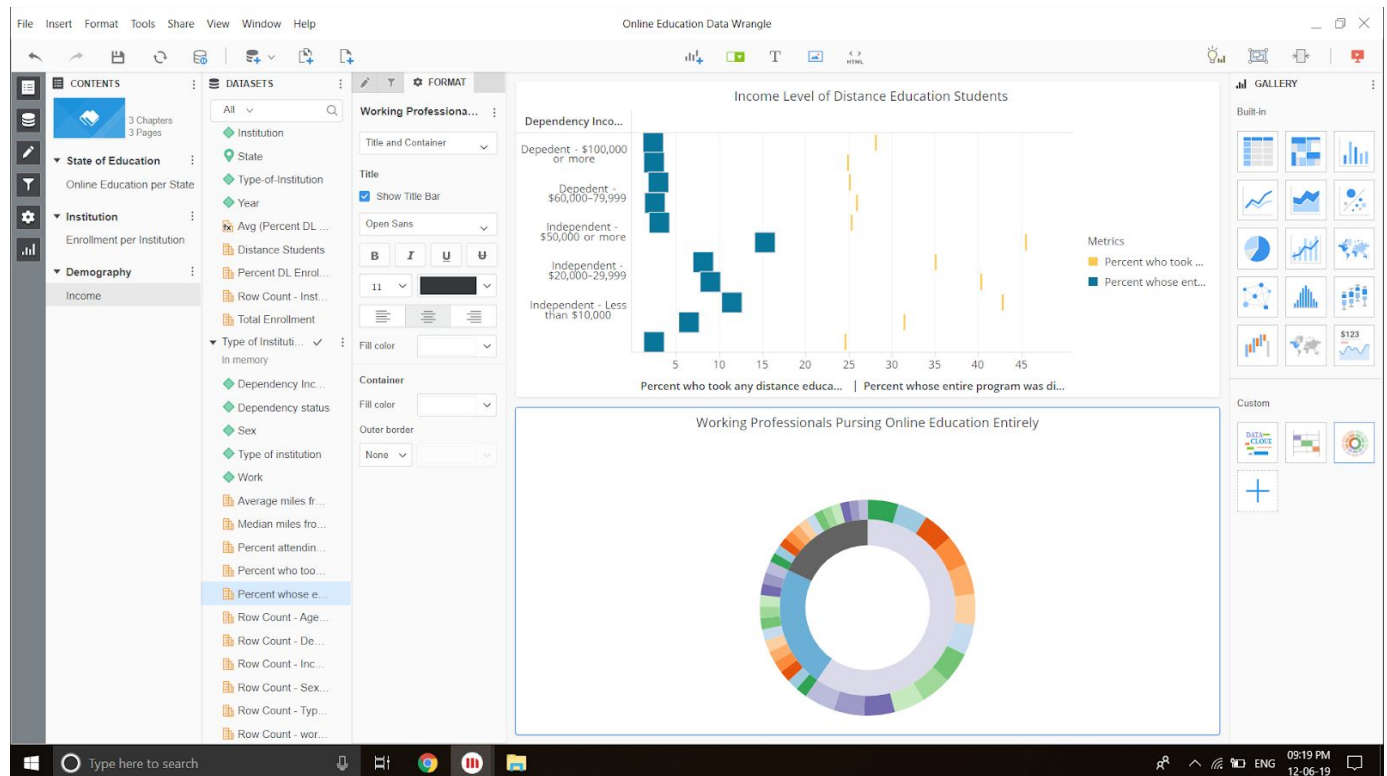 File Insert Format Tools Share View Window Help
Online Education Data Wrangle
T
< >
HTML
CONTENTS
3 Chapters
3 Pages
State of Education
Online Education per State
Institution
Enrollment per Institution
Demography
Income
DATASETS
All
Institution
State
Type-of-Institution
Year
fx Avg (Percent DL ...
Distance Students
Percent DL Enrol...
Row Count - Inst...
Total Enrollment
Type of Instituti...
In memory
Dependency Inc...
Dependency status
Sex
Type of institution
Work
Average miles fr...
Median miles fro...
Percent attendin...
Percent who too...
Percent whose e...
Row Count - Age...
Row Count - De...
Row Count - Inc...
Row Count - Sex...
Row Count - Typ...
Row Count - wor...
FORMAT
Working Professiona...
Title and Container
Title
Show Title Bar
Open Sans
B I U U
11
Fill color
Container
Fill color
Outer border
None
Income Level of Distance Education Students
Dependency Inco...
Depedent - $100,000
or more
Depedent -
$60,000–79,999
Independent -
$50,000 or more
Independent -
$20,000–29,999
Independent - Less
than $10,000
5 10 15 20 25 30 35 40 45
Percent who took any distance educa... | Percent whose entire program was di...
Metrics
Percent who took ...
Percent whose ent...
Working Professionals Pursing Online Education Entirely
GALLERY
Built-in
$123
Custom
DATA
CLOUD
Type here to search
ENG
09:19 PM
12-06-19